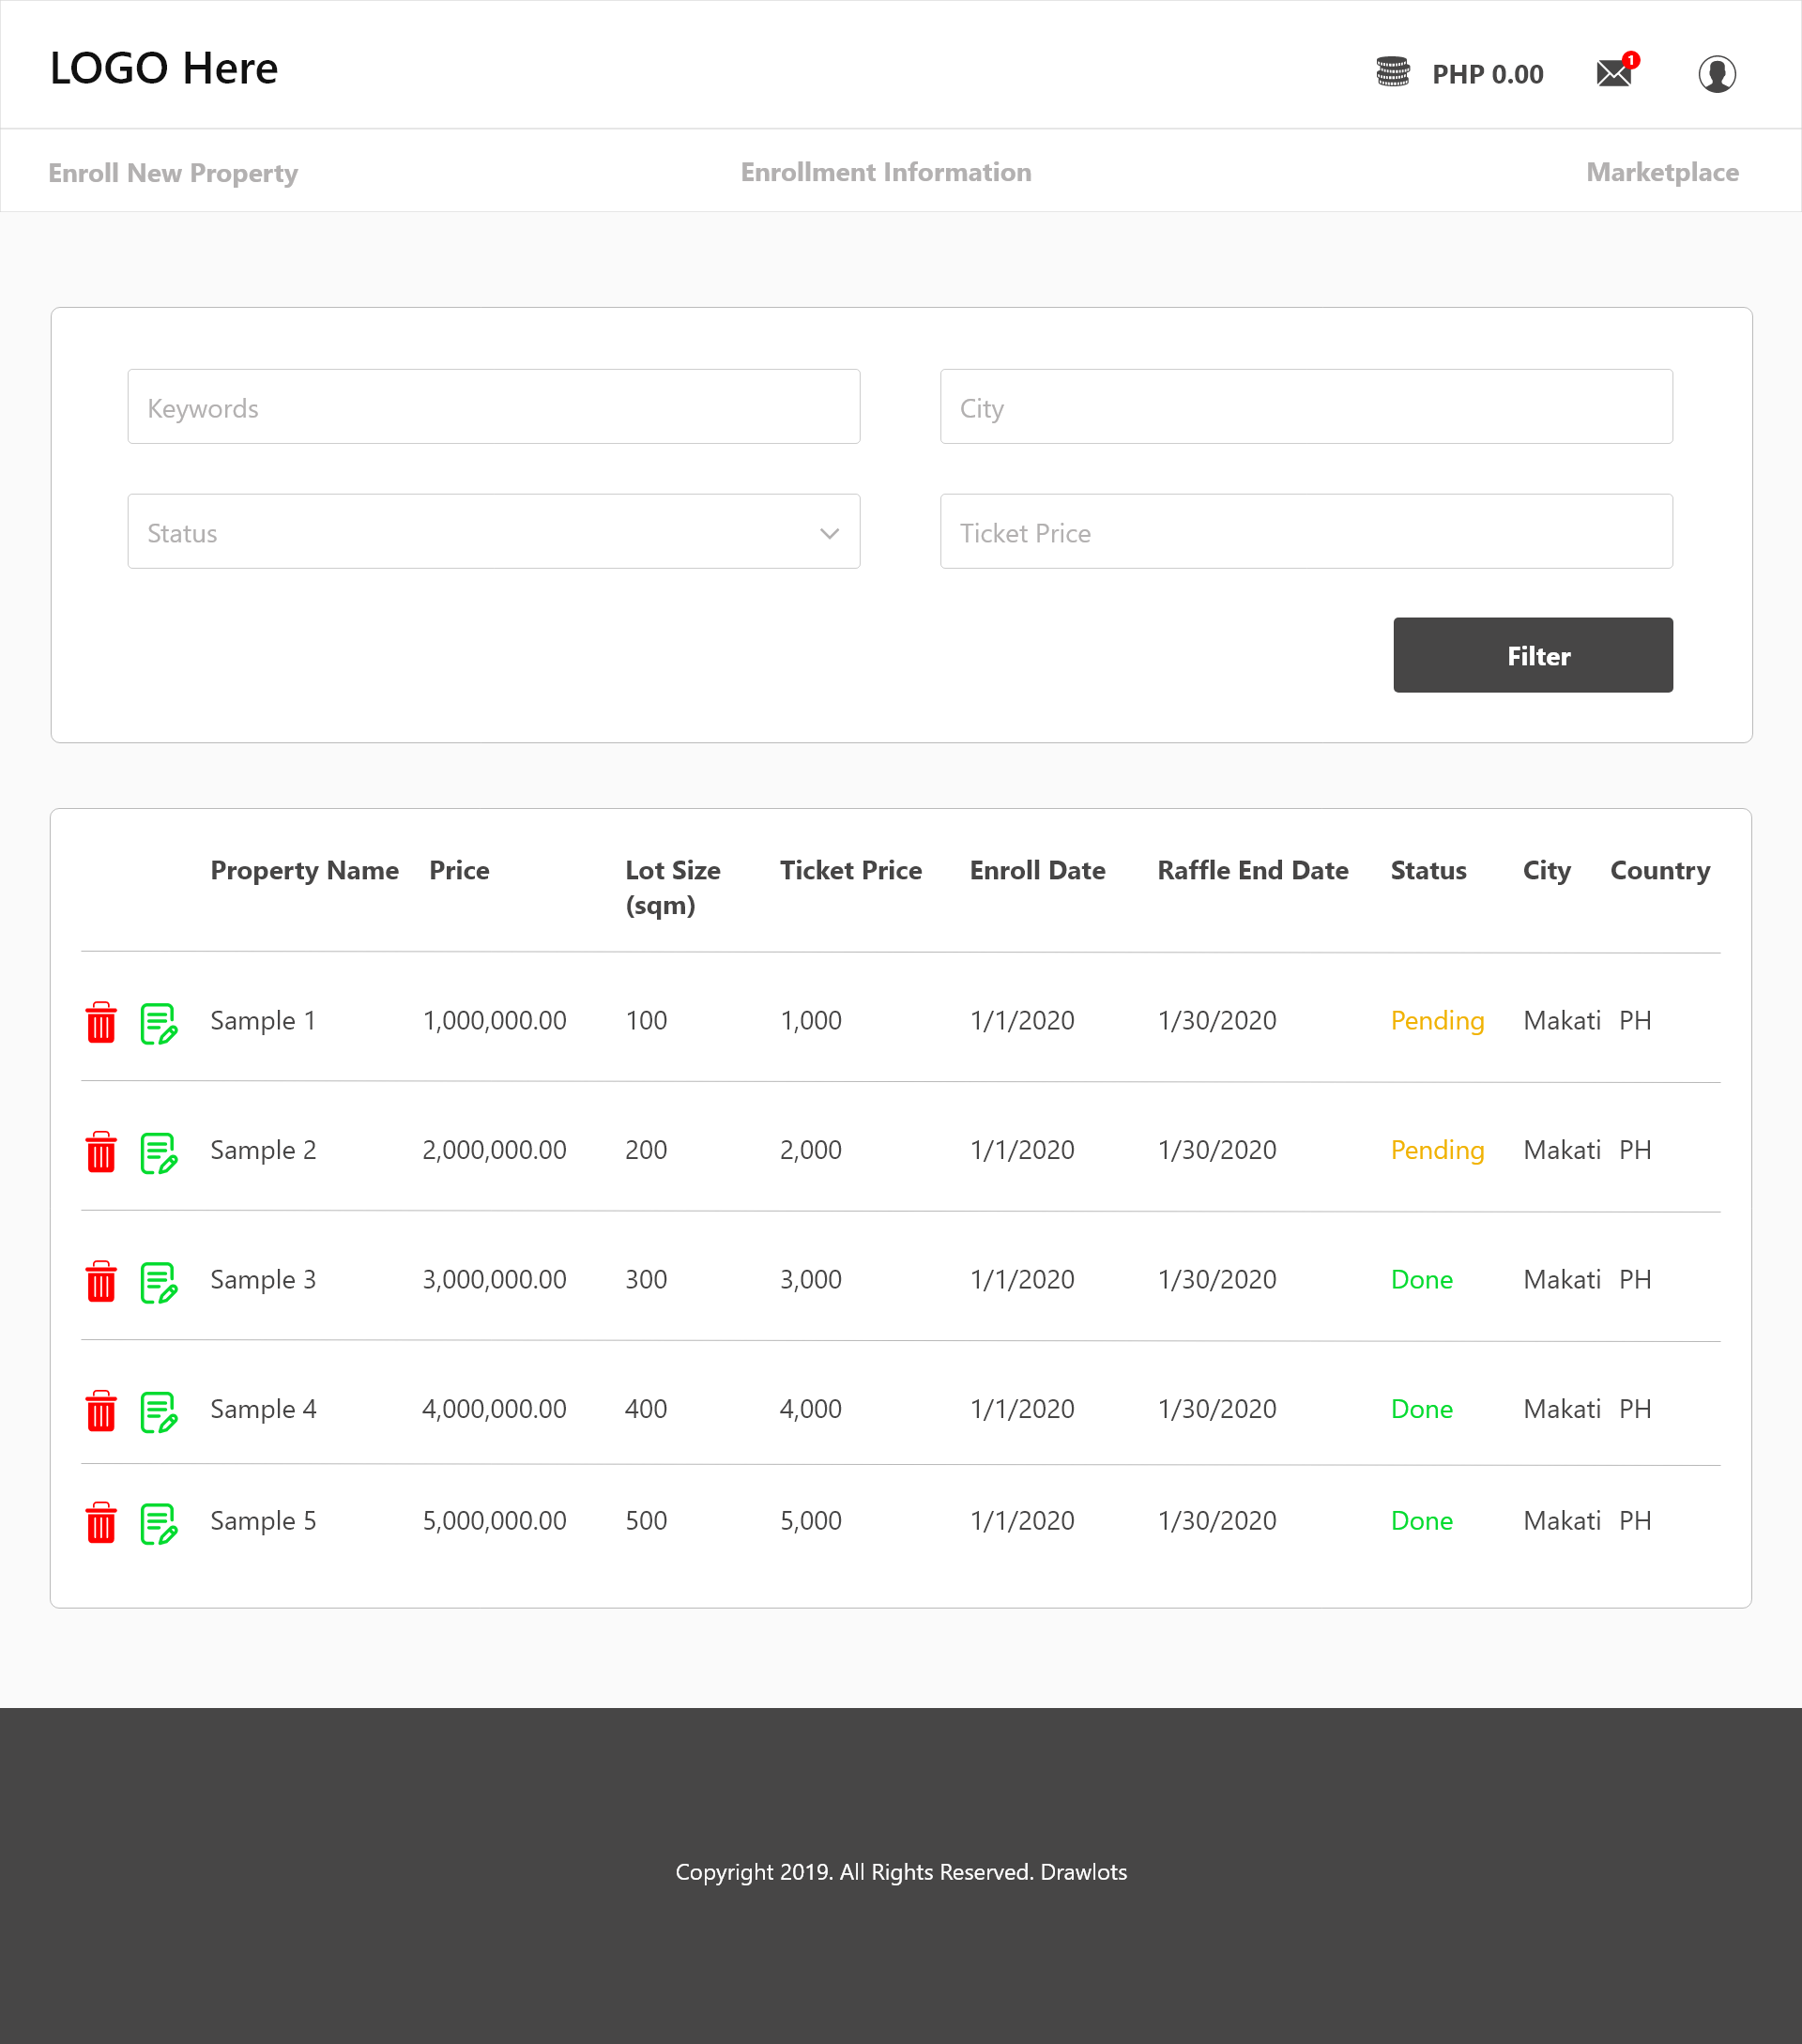 LOGO Here
PHP 0.00
1
Enroll New Property
Enrollment Information
Marketplace
Keywords
City
Status
Ticket Price
Filter
Property Name Price Lot Size Ticket Price Enroll Date Raffle End Date Status City Country
(sqm)
Sample 1 1,000,000.00 100 1,000 1/1/2020 1/30/2020 Pending Makati PH
Sample 2 2,000,000.00 200 2,000 1/1/2020 1/30/2020 Pending Makati PH
Sample 3 3,000,000.00 300 3,000 1/1/2020 1/30/2020 Done Makati PH
Sample 4 4,000,000.00 400 4,000 1/1/2020 1/30/2020 Done Makati PH
Sample 5 5,000,000.00 500 5,000 1/1/2020 1/30/2020 Done Makati PH
Copyright 2019. All Rights Reserved. Drawlots